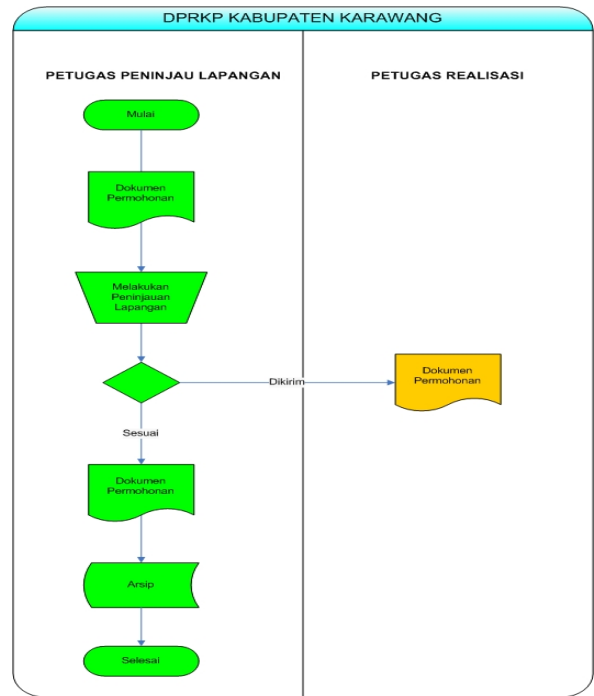 DPRKP KABUPATEN KARAWANG
PETUGAS PENINJAU LAPANGAN
PETUGAS REALISASI
Mulai
Dokumen
Permohonan
Melakukan
Peninjauan
Lapangan
Dikirim
Dokumen
Permohonan
Sesuai
Dokumen
Permohonan
Arsip
Selesai